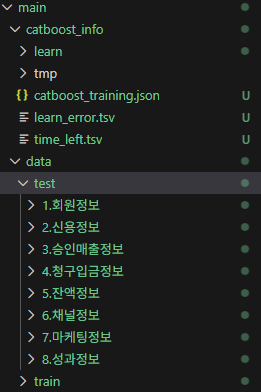 main
catboost_info
learn
tmp
{} catboost_training.json U
learn_error.tsv U
time_left.tsv U
data
test
1.회원정보
2.신용정보
3.승인매출정보
4.청구입금정보
5.잔액정보
6.채널정보
7.마케팅정보
8.성과정보
train